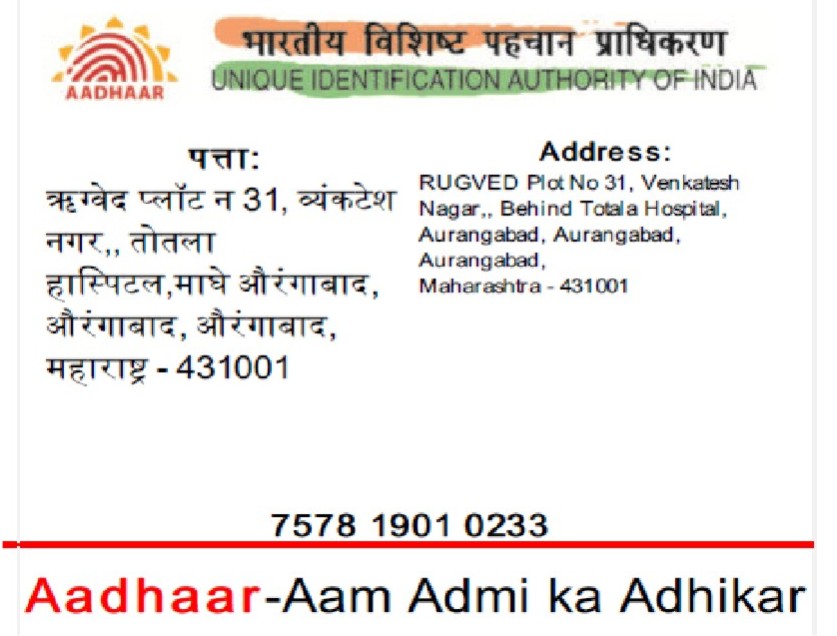 भारतीय विशिष्ट पहचान प्राधिकरण
AADHAAR
UNIQUE IDENTIFICATION AUTHORITY OF INDIA
पत्ता:
ऋग्वेद प्लॉट न 31, व्यंकटेश
नगर,, तोतला
हास्पिटल,माघे औरंगाबाद,
औरंगाबाद, औरंगाबाद,
महाराष्ट्र - 431001
Address:
RUGVED Plot No 31, Venkatesh
Nagar,, Behind Totala Hospital,
Aurangabad, Aurangabad,
Aurangabad,
Maharashtra - 431001
7578 1901 0233
Aadhaar-Aam Admi ka Adhikar